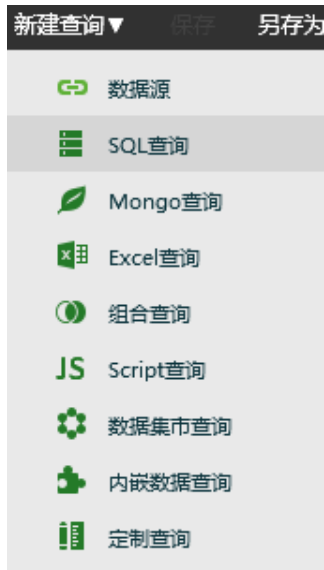 新建查询▼ 保存 另存为
数据源
SQL查询
Mongo查询
Excel查询
组合查询
JS Script查询
数据集市查询
内嵌数据查询
定制查询